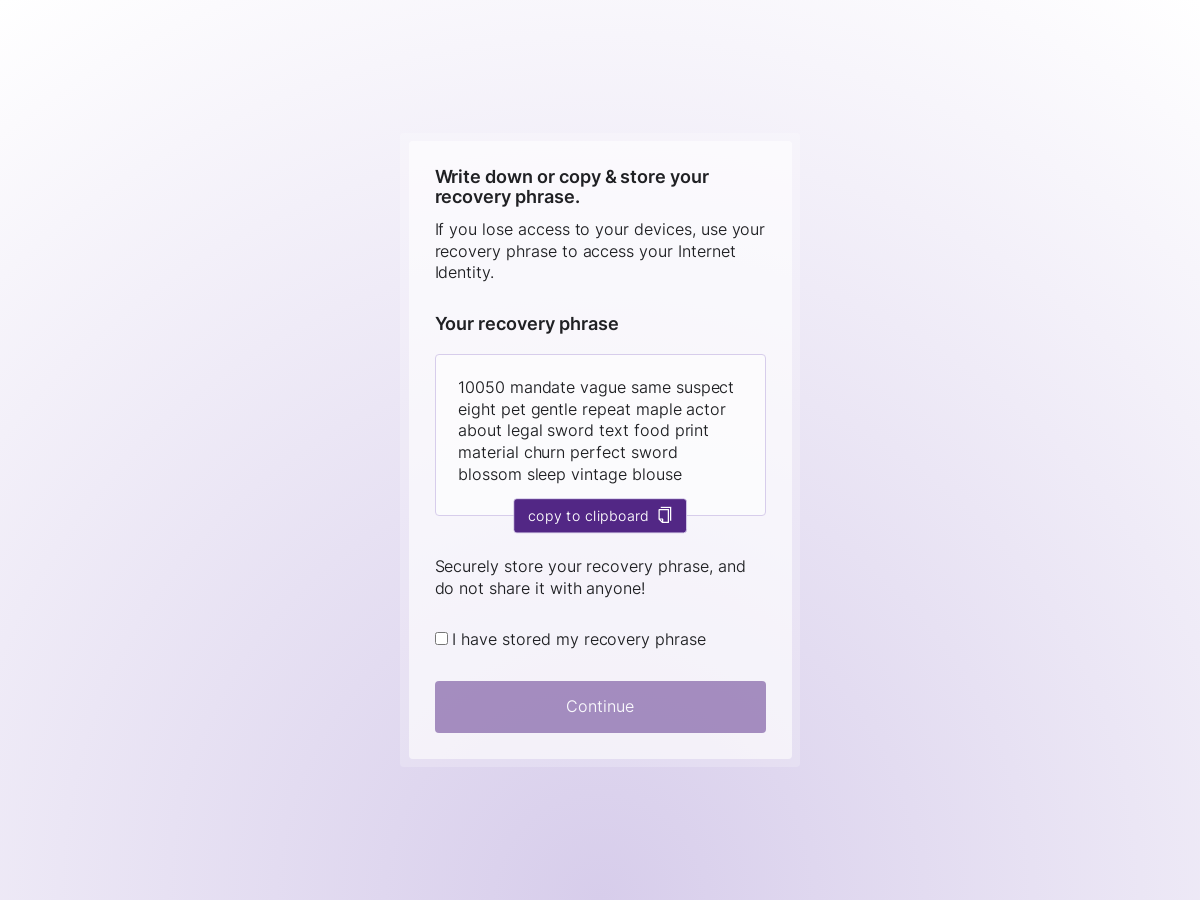 Write down or copy & store your
recovery phrase.
If you lose access to your devices, use your
recovery phrase to access your Internet
Identity.
Your recovery phrase
10050 mandate vague same suspect
eight pet gentle repeat maple actor
about legal sword text food print
material churn perfect sword
blossom sleep vintage blouse
copy to clipboard
Securely store your recovery phrase, and
do not share it with anyone!
I have stored my recovery phrase
Continue